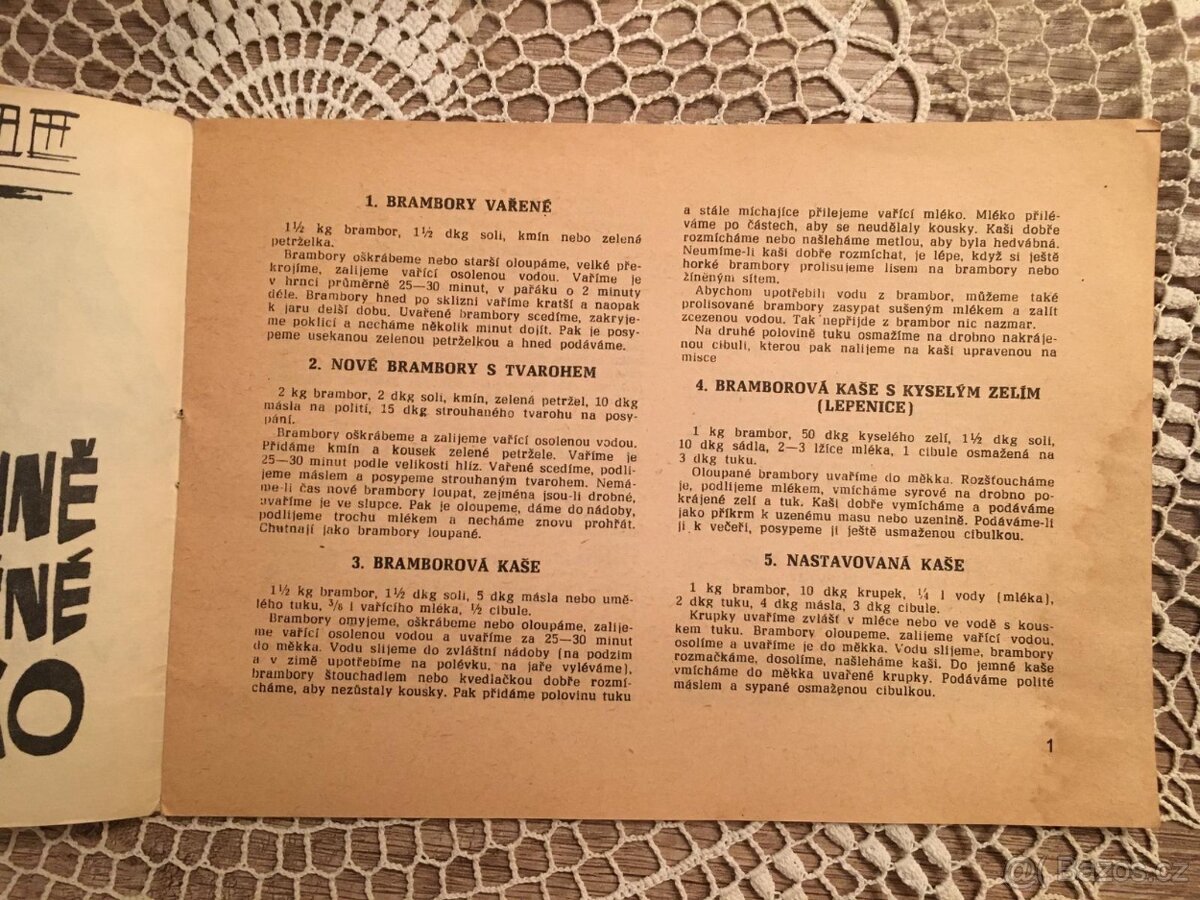 NNĚ
NÉ
O
1. BRAMBORY VAŘENÉ
1½ kg brambor, 1½ dkg soli, kmín nebo zelená
petrželka.
Brambory oškrábeme nebo starší oloupáme, velké pře-
krojíme, zalijeme vařící osolenou vodou. Vaříme je
v hrnci průměrně 25—30 minut, v pařáku o 2 minuty
déle. Brambory hned po sklizni vaříme kratší a naopak
k jaru delší dobu. Uvařené brambory scedíme, zakryje-
me poklicí a necháme několik minut dojít. Pak je posy-
peme usekanou zelenou petrželkou a hned podáváme.
2. NOVÉ BRAMBORY S TVAROHEM
2 kg brambor, 2 dkg soli, kmín, zelená petržel, 10 dkg
másla na polití, 15 dkg strouhaného tvarohu na posy-
pání.
Brambory oškrábeme a zalijeme vařící osolenou vodou.
Přidáme kmín a kousek zelené petržele. Vaříme je
25—30 minut podle velikosti hlíz. Vařené scedíme, podli-
jeme máslem a posypeme strouhaným tvarohem. Nemá-
me-li čas nové brambory loupat, zejména jsou-li drobné,
uvaříme je ve slupce. Pak je oloupeme, dáme do nádoby,
podlijeme trochu mlékem a necháme znovu prohřát.
Chutnají jako brambory loupané.
3. BRAMBOROVÁ KAŠE
1½ kg brambor, 1½ dkg soli, 5 dkg másla nebo umě-
lého tuku, ⅜ l vařícího mléka, ½ cibule.
Brambory omyjeme, oškrábeme nebo oloupáme, zalije-
me vařící osolenou vodou a uvaříme za 25—30 minut
do měkka. Vodu slijeme do zvláštní nádoby (na podzim
a v zimě upotřebíme na polévku, na jaře vyléváme),
brambory šťouchadlem nebo kvedlačkou dobře rozmí-
cháme, aby nezůstaly kousky. Pak přidáme polovinu tuku
a stále míchajíce přilejeme vařící mléko. Mléko přilé-
váme po částech, aby se neudělaly kousky. Kaši dobře
rozmícháme nebo našleháme metlou, aby byla hedvábná.
Neumíme-li kaši dobře rozmíchat, je lépe, když si ještě
horké brambory prolisujeme lisem na brambory nebo
žíněným sítem.
Abychom upotřebili vodu z brambor, můžeme také
prolisované brambory zasypat sušeným mlékem a zalít
zcezenou vodou. Tak nepřijde z brambor nic nazmar.
Na druhé polovině tuku osmažíme na drobno nakráje-
nou cibuli, kterou pak nalijeme na kaši upravenou na
misce
4. BRAMBOROVÁ KAŠE S KYSELÝM ZELÍM
(LEPENICE)
1 kg brambor, 50 dkg kyselého zelí, 1½ dkg soli,
10 dkg sádla, 2—3 lžíce mléka, 1 cibule osmažená na
3 dkg tuku.
Oloupané brambory uvaříme do měkka. Rozšťoucháme
je, podlijeme mlékem, vmícháme syrové na drobno po-
krájené zelí a tuk. Kaši dobře vymícháme a podáváme
jako příkrm k uzenému masu nebo uzenině. Podáváme-li
ji k večeři, posypeme ji ještě usmaženou cibulkou.
5. NASTAVOVANÁ KAŠE
1 kg brambor, 10 dkg krupek, ¼ l vody (mléka),
2 dkg tuku, 4 dkg másla, 3 dkg cibule.
Krupky uvaříme zvlášť v mléce nebo ve vodě s kous-
kem tuku. Brambory oloupeme, zalijeme vařící vodou,
osolíme a uvaříme je do měkka. Vodu slijeme, brambory
rozmačkáme, dosolíme, našleháme kaši. Do jemné kaše
vmícháme do měkka uvařené krupky. Podáváme polité
máslem a sypané osmaženou cibulkou.
1
Bazos.cz